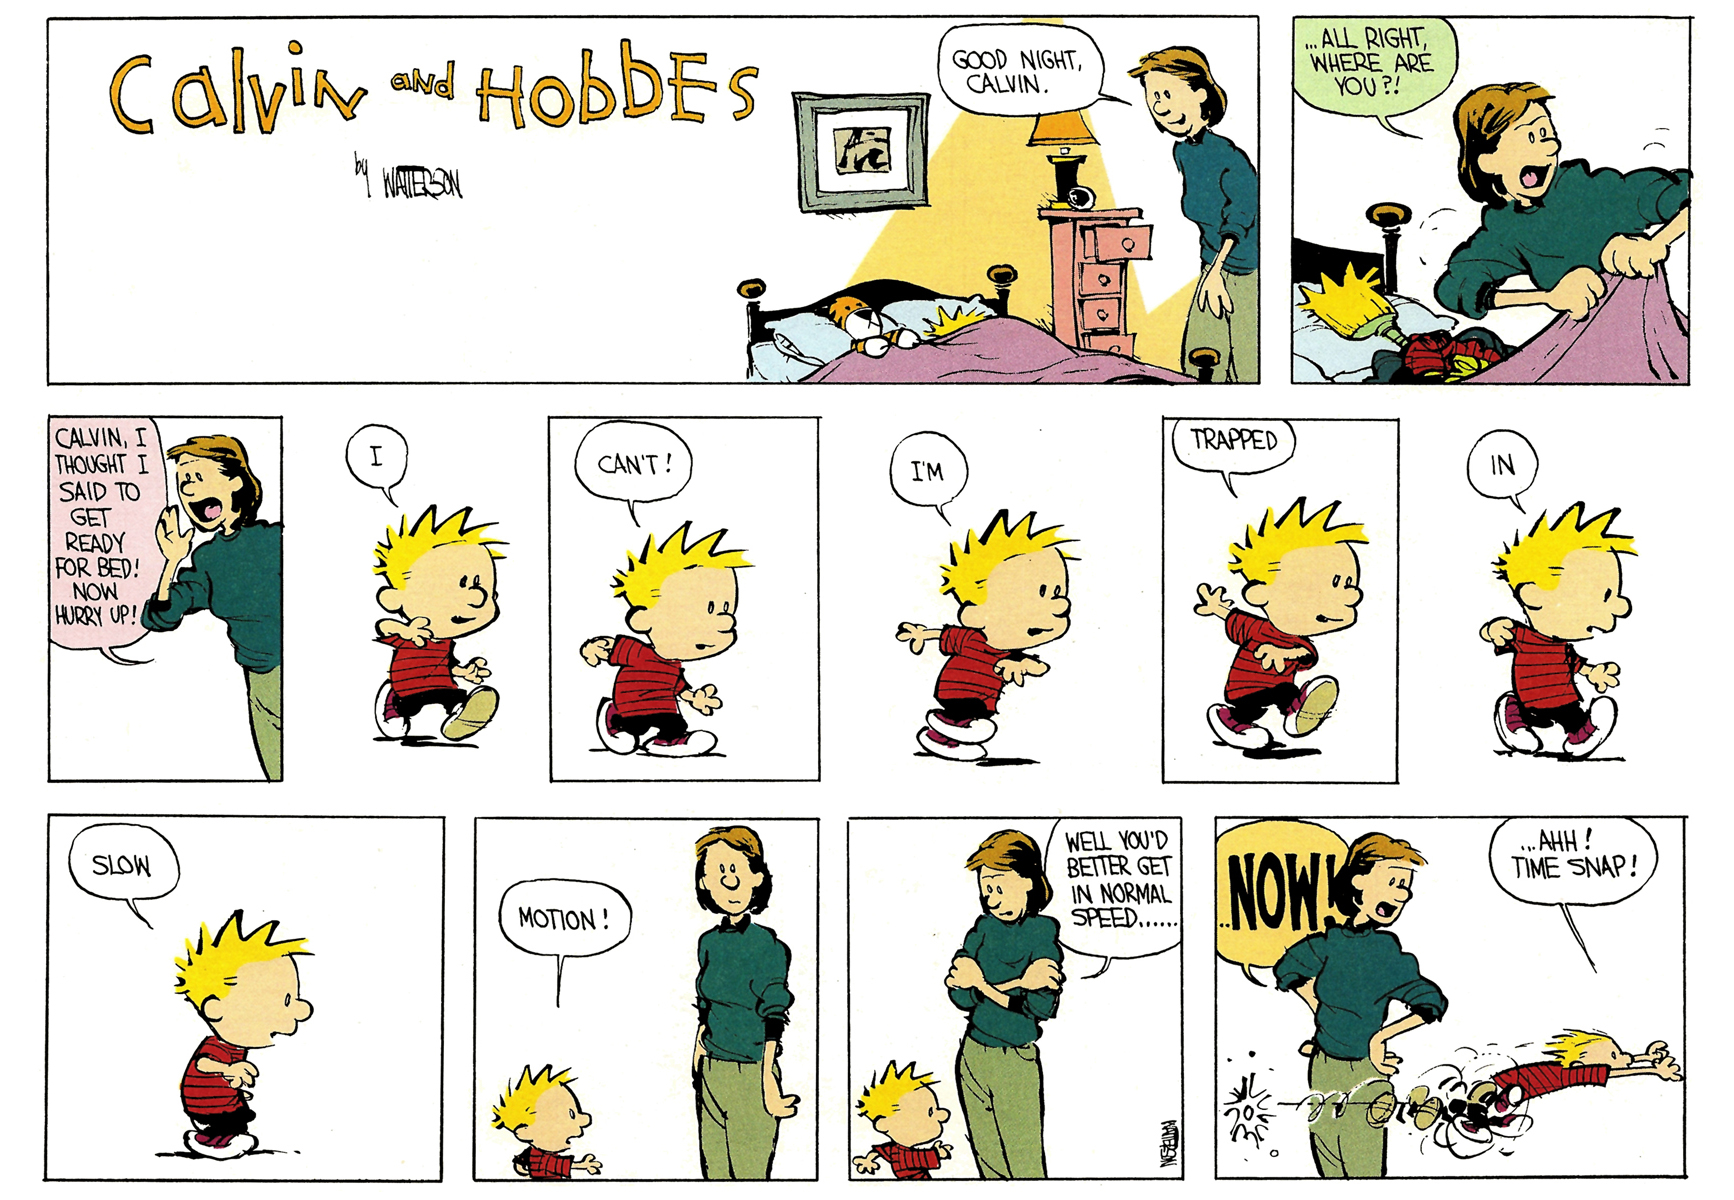 Calvin and HobbEs
by WATTERSON
GOOD NIGHT,
CALVIN.
...ALL RIGHT,
WHERE ARE
YOU?!
CALVIN, I
THOUGHT I
SAID TO
GET
READY
FOR BED!
NOW
HURRY UP!
I
CAN'T!
I'M
TRAPPED
IN
SLOW
MOTION!
WELL YOU'D
BETTER GET
IN NORMAL
SPEED......
WATTERSON
..NOW!
...AHH!
TIME SNAP!